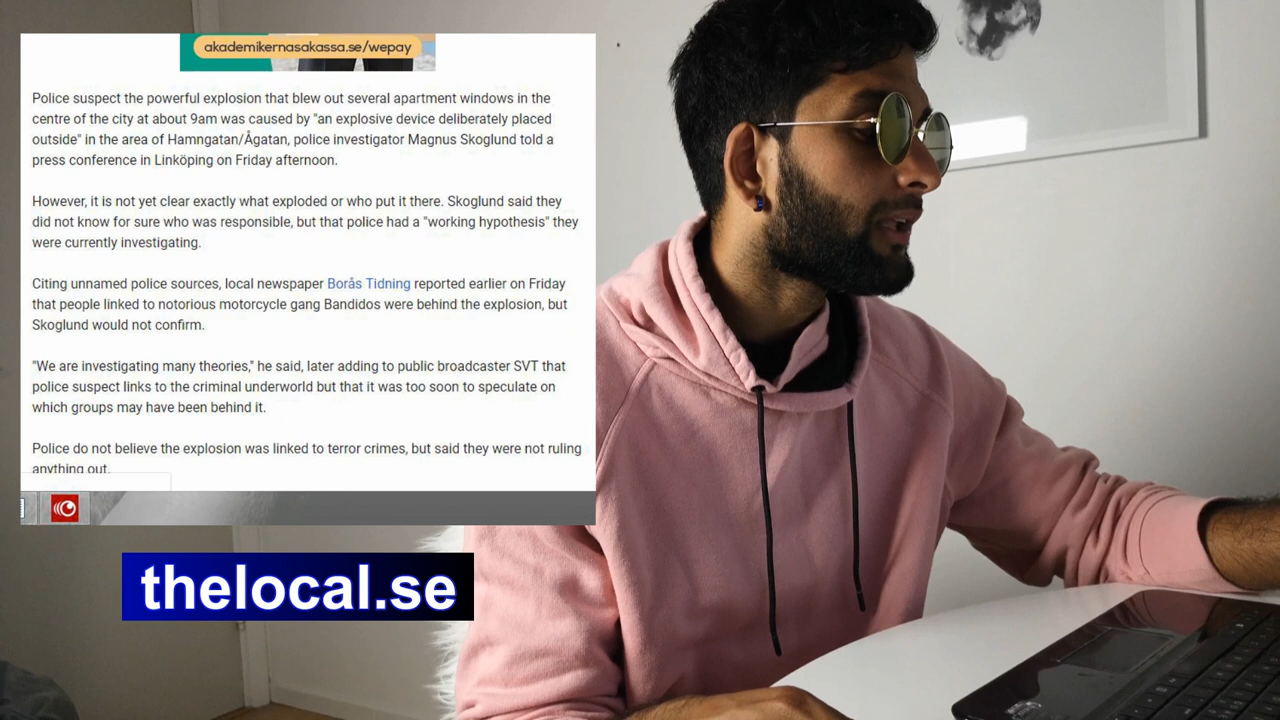 akademikernasakassa.se/wepay
Police suspect the powerful explosion that blew out several apartment windows in the
centre of the city at about 9am was caused by "an explosive device deliberately placed
outside" in the area of Hamngatan/Ågatan, police investigator Magnus Skoglund told a
press conference in Linköping on Friday afternoon.
However, it is not yet clear exactly what exploded or who put it there. Skoglund said they
did not know for sure who was responsible, but that police had a "working hypothesis" they
were currently investigating.
Citing unnamed police sources, local newspaper Borås Tidning reported earlier on Friday
that people linked to notorious motorcycle gang Bandidos were behind the explosion, but
Skoglund would not confirm.
"We are investigating many theories," he said, later adding to public broadcaster SVT that
police suspect links to the criminal underworld but that it was too soon to speculate on
which groups may have been behind it.
Police do not believe the explosion was linked to terror crimes, but said they were not ruling
anything out.
thelocal.se